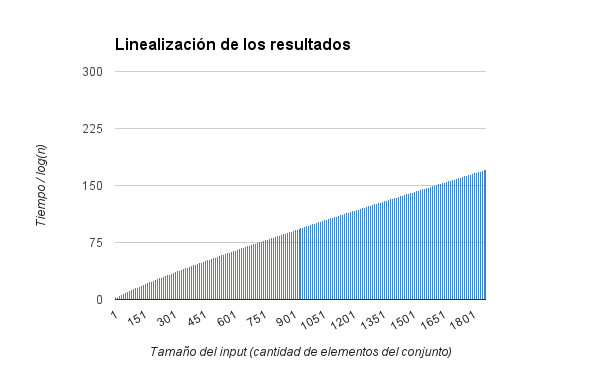 Linealización de los resultados
300
225
150
75
0
Tiempo / log(n)
1 151 301 451 601 751 901 1051 1201 1351 1501 1651 1801
Tamaño del input (cantidad de elementos del conjunto)